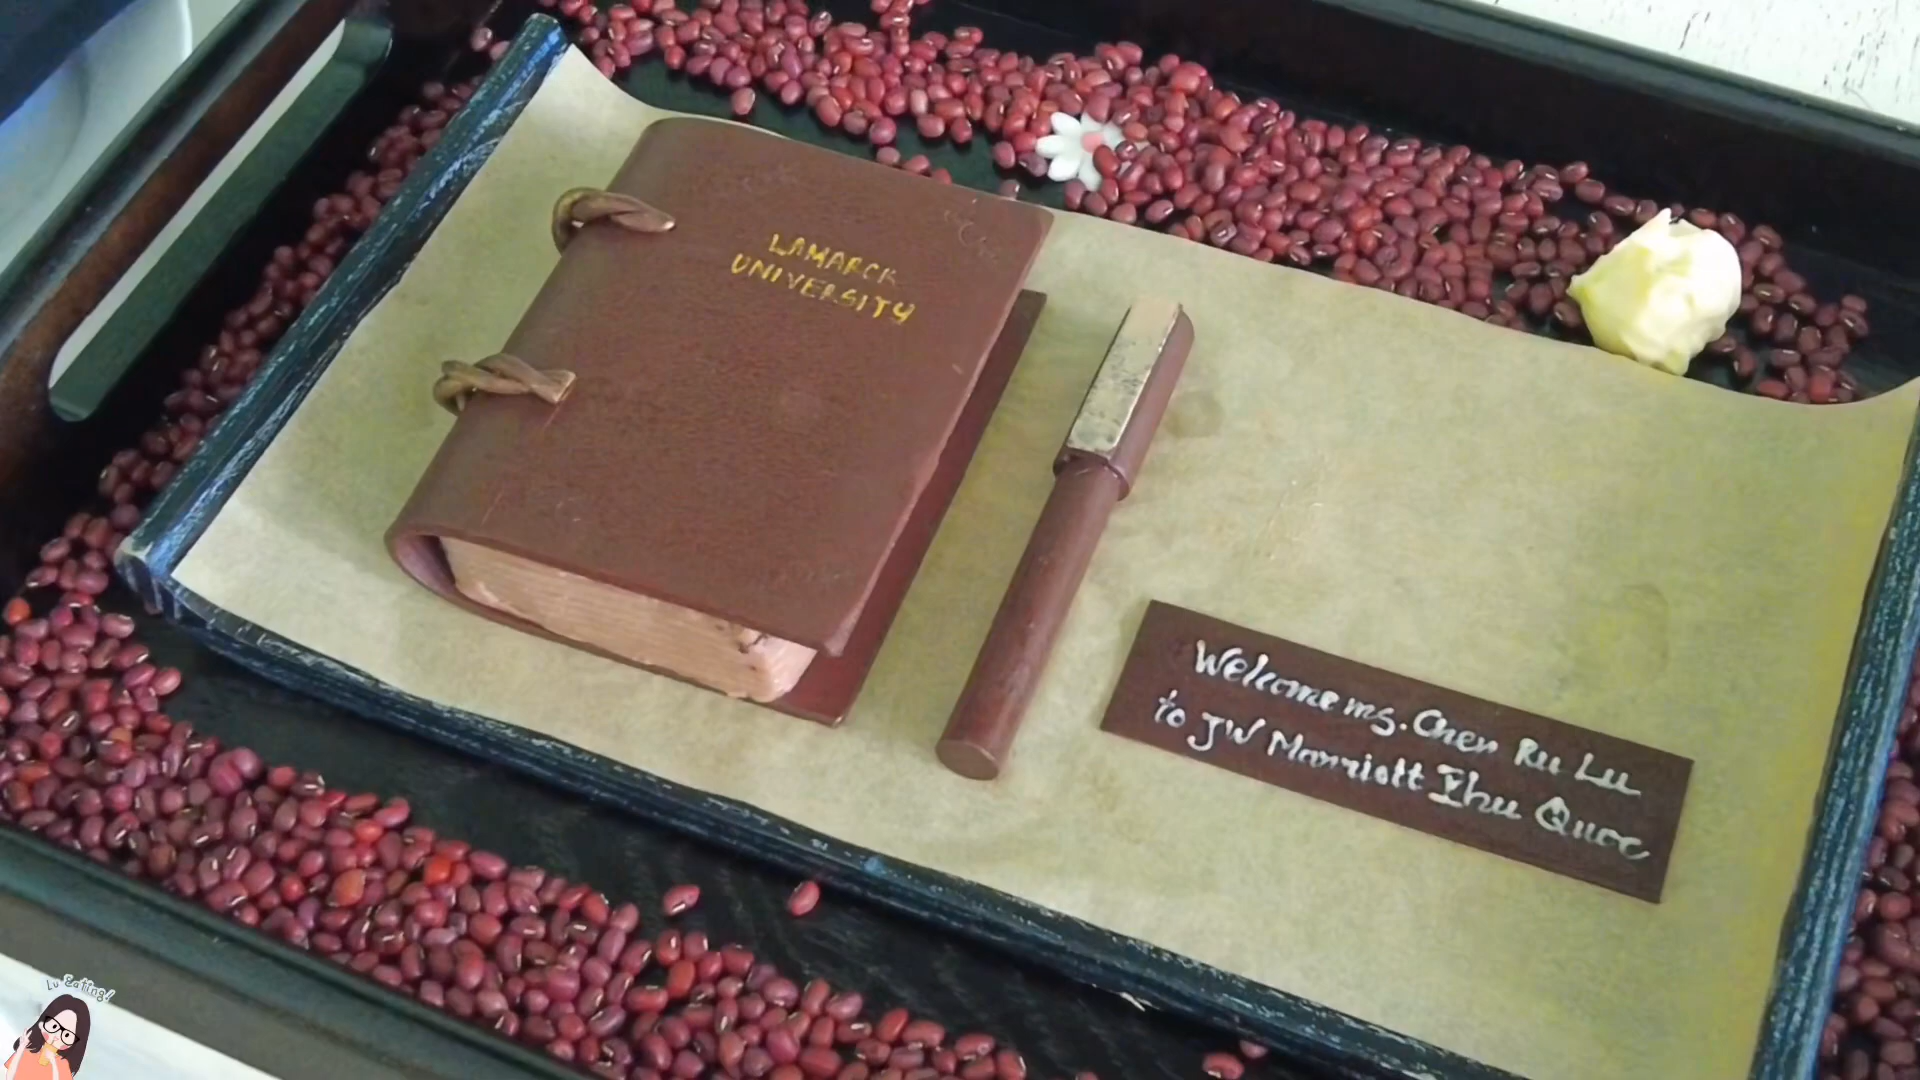 LAMARCK
UNIVERSITY
Welcome ms. Chen Ru Lu
to JW Marriott Phu Quoc
Lu Eating!